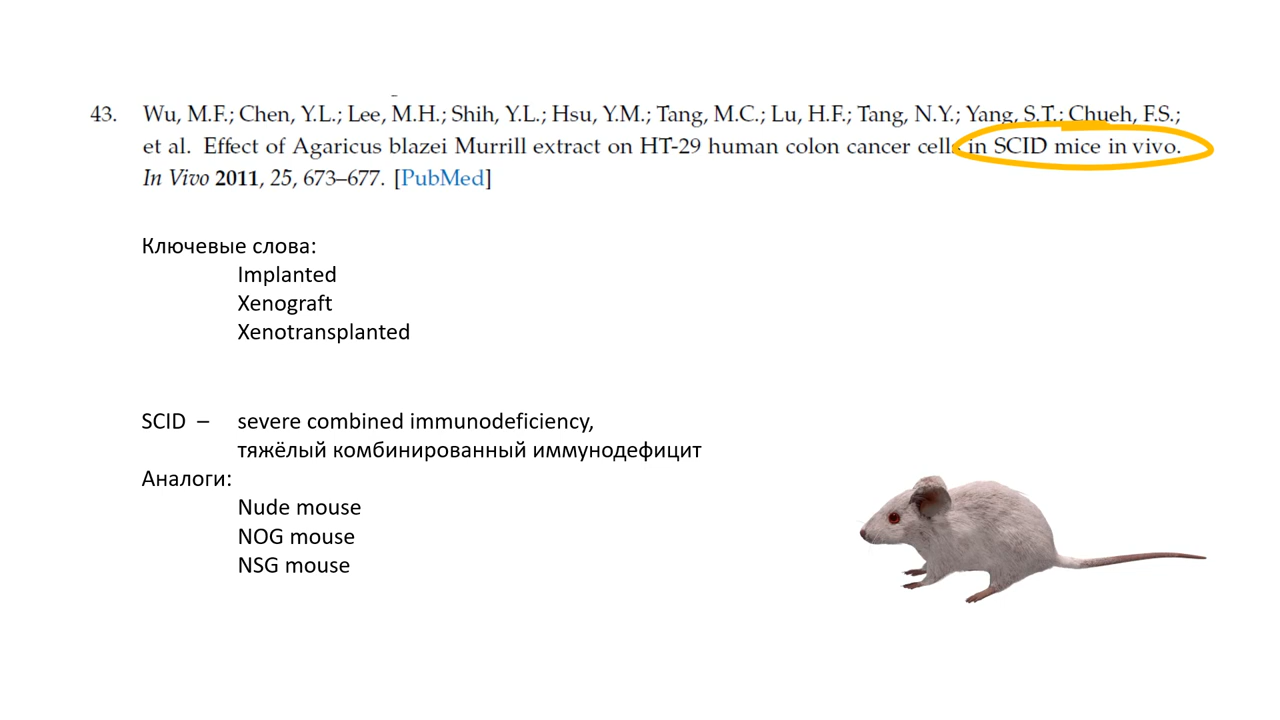 43. Wu, M.F.; Chen, Y.L.; Lee, M.H.; Shih, Y.L.; Hsu, Y.M.; Tang, M.C.; Lu, H.F.; Tang, N.Y.; Yang, S.T.; Chueh, F.S.;
et al. Effect of Agaricus blazei Murrill extract on HT-29 human colon cancer cells in SCID mice in vivo.
In Vivo 2011, 25, 673–677. [PubMed]
Ключевые слова:
Implanted
Xenograft
Xenotransplanted
SCID – severe combined immunodeficiency,
тяжёлый комбинированный иммунодефицит
Аналоги:
Nude mouse
NOG mouse
NSG mouse